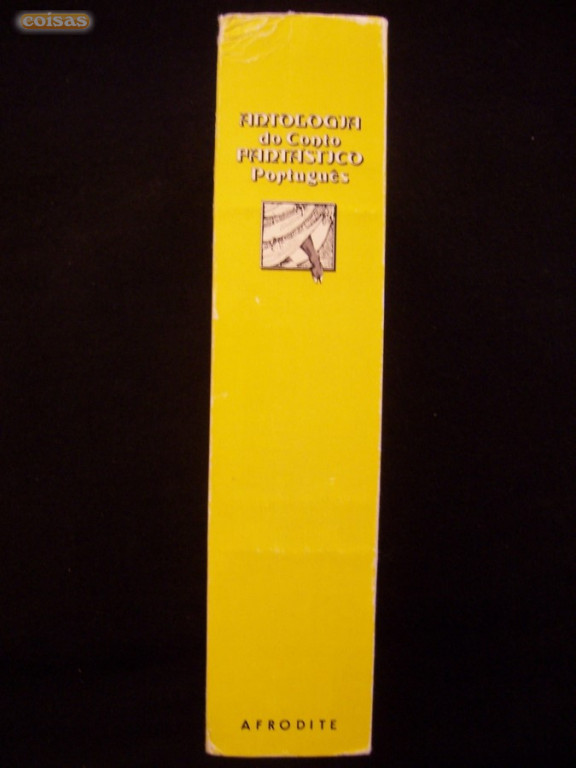 coisas
ANTOLOGIA
do Conto
FANTÁSTICO
Português
AFRODITE